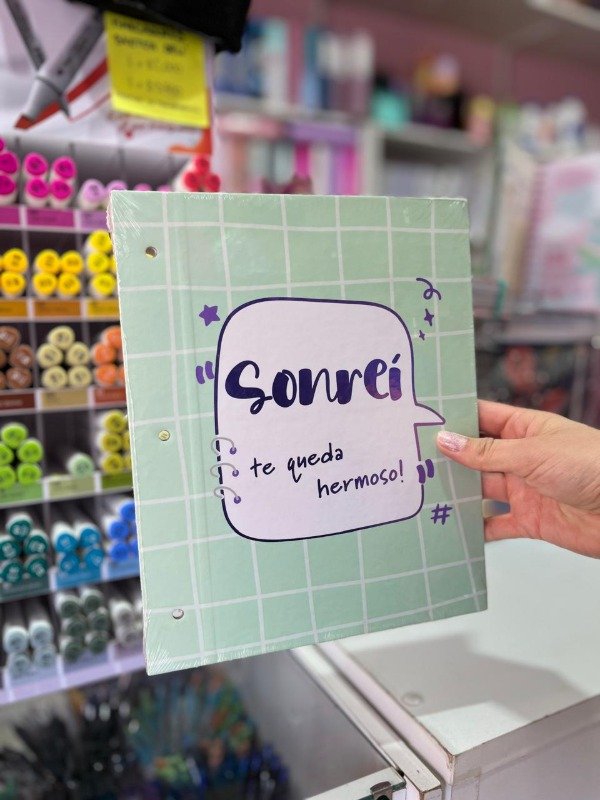 Sonreí
te queda
hermoso!
#